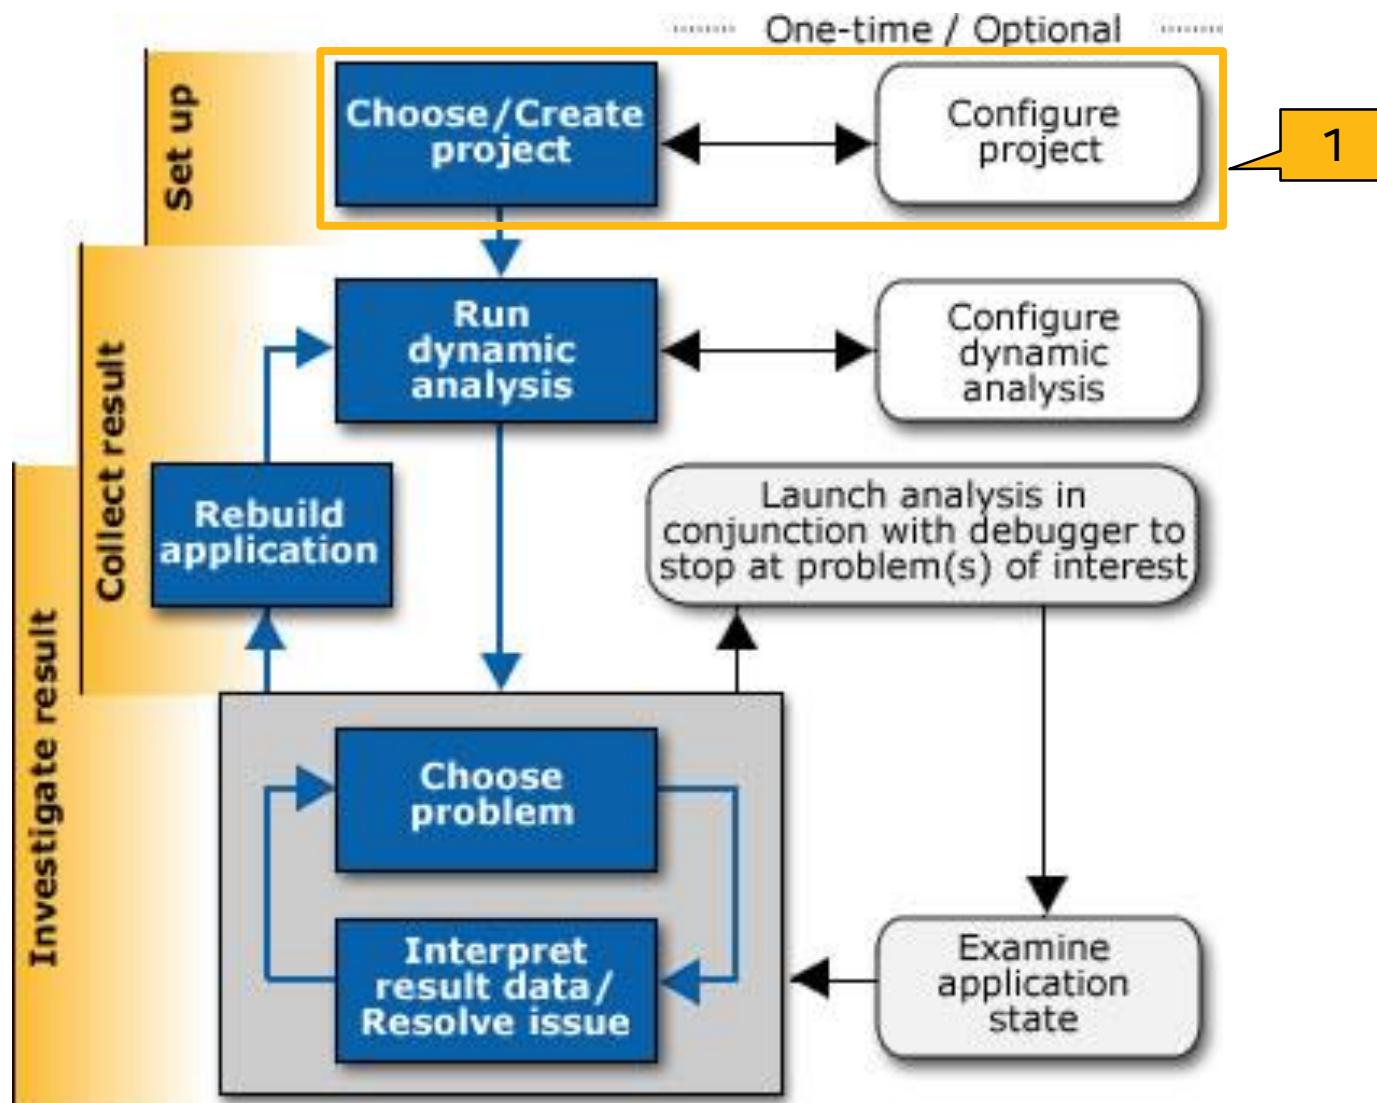 One-time / Optional
Set up
Choose/Create
project
Configure
project
1
Collect result
Run
dynamic
analysis
Configure
dynamic
analysis
Rebuild
application
Launch analysis in
conjunction with debugger to
stop at problem(s) of interest
Investigate result
Choose
problem
Interpret
result data/
Resolve issue
Examine
application
state